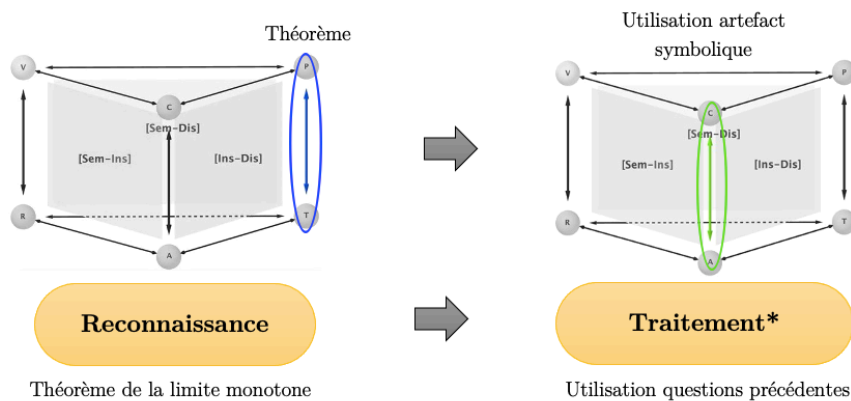 Théorème
V
P
C
[Sem-Dis]
[Sem-Ins]
[Ins-Dis]
R
T
A
Reconnaissance
Théorème de la limite monotone
Utilisation artefact
symbolique
V
P
C
[Sem-Dis]
[Sem-Ins]
[Ins-Dis]
R
T
A
Traitement*
Utilisation questions précédentes